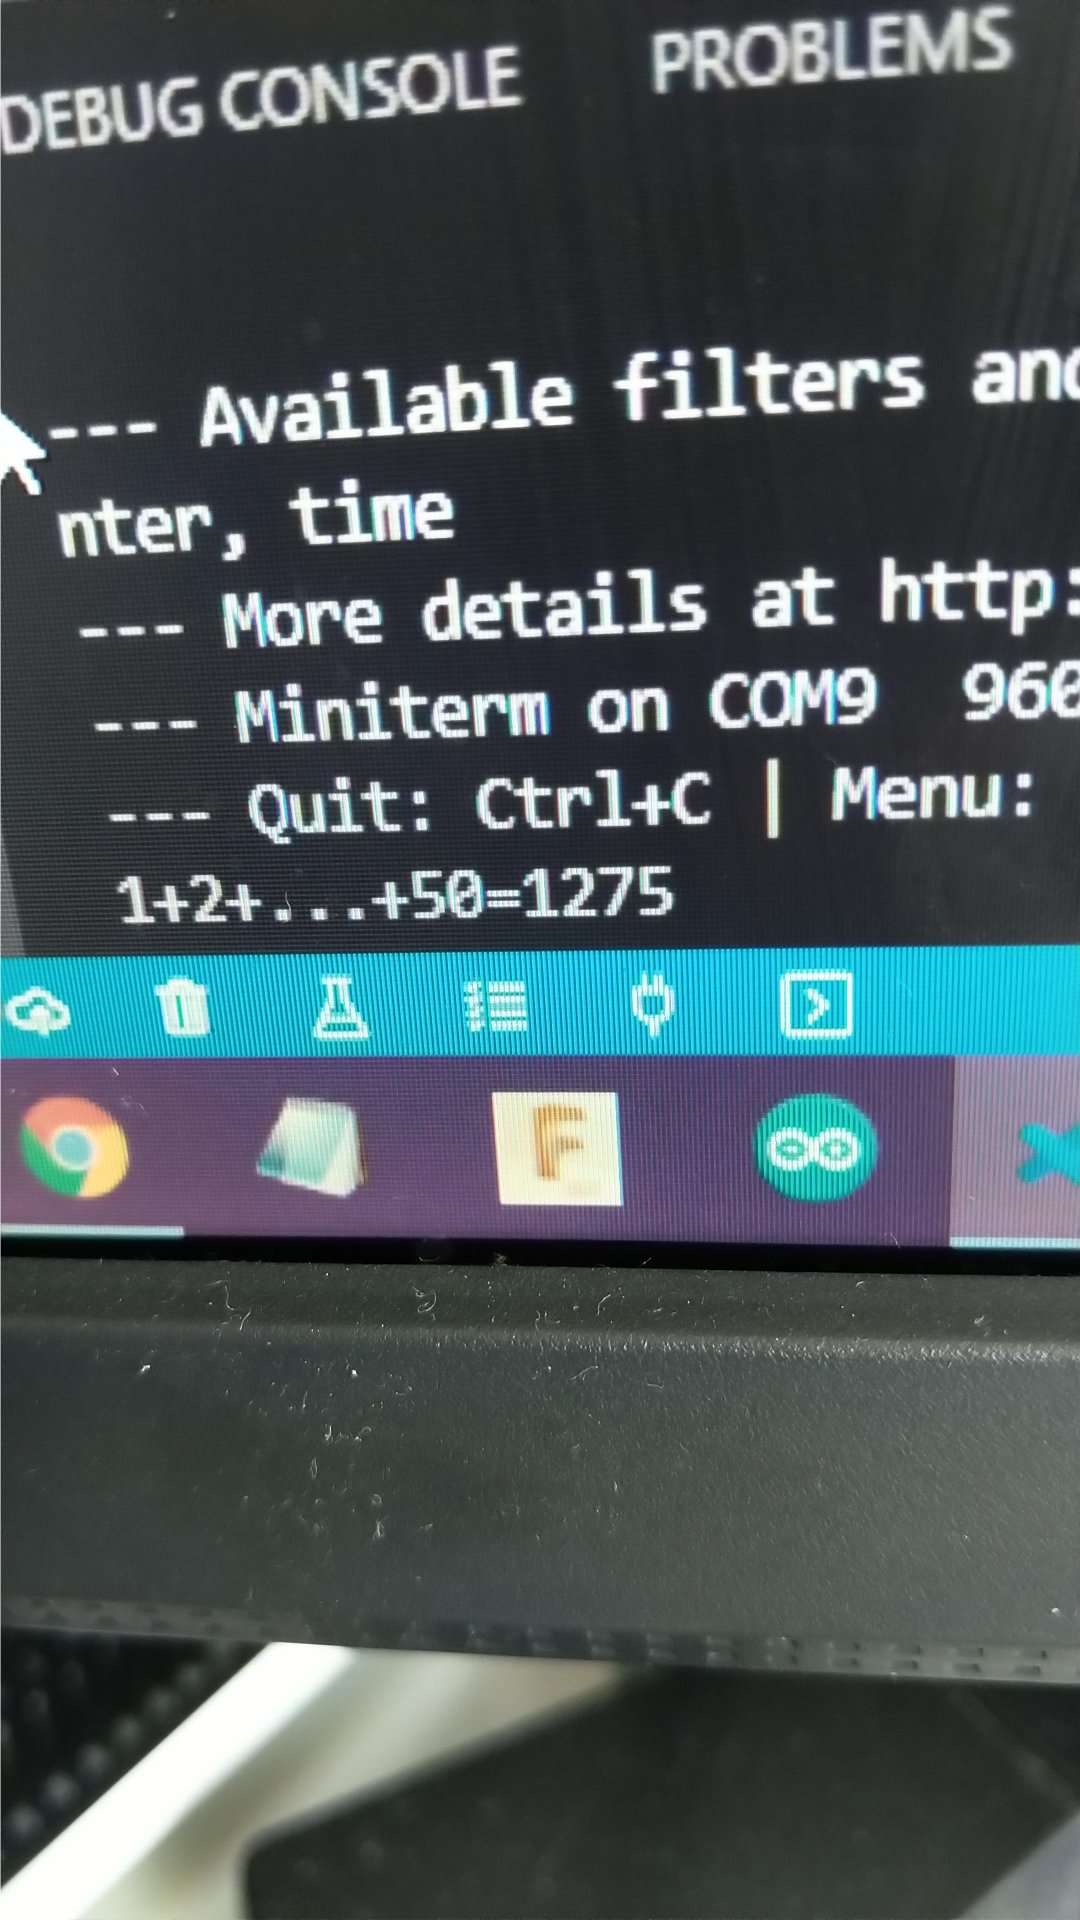 DEBUG CONSOLE PROBLEMS
--- Available filters and
nter, time
--- More details at http:
--- Miniterm on COM9 960
--- Quit: Ctrl+C | Menu:
1+2+...+50=1275
F